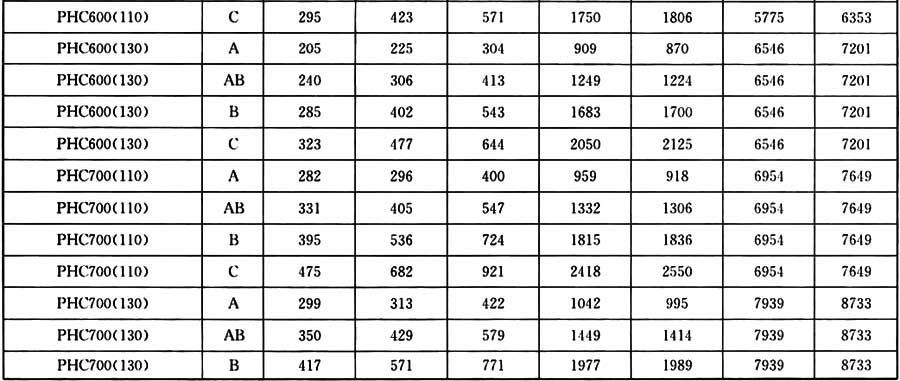 PHC600(110) C 295 423 571 1750 1806 5775 6353
PHC600(130) A 205 225 304 909 870 6546 7201
PHC600(130) AB 240 306 413 1249 1224 6546 7201
PHC600(130) B 285 402 543 1683 1700 6546 7201
PHC600(130) C 323 477 644 2050 2125 6546 7201
PHC700(110) A 282 296 400 959 918 6954 7649
PHC700(110) AB 331 405 547 1332 1306 6954 7649
PHC700(110) B 395 536 724 1815 1836 6954 7649
PHC700(110) C 475 682 921 2418 2550 6954 7649
PHC700(130) A 299 313 422 1042 995 7939 8733
PHC700(130) AB 350 429 579 1449 1414 7939 8733
PHC700(130) B 417 571 771 1977 1989 7939 8733